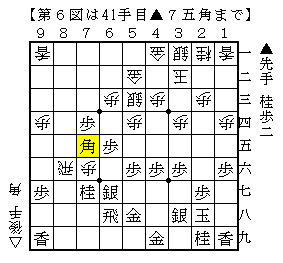 【第６図は41手目▲７五角まで】
９ ８ ７ ６ ５ ４ ３ ２ １
香 金 銀 桂 香 一
金 玉 二
歩 銀 歩 歩 三
歩 歩 歩 歩 歩 四
角 歩 五
飛 歩 歩 歩 歩 歩 六
歩 桂 銀 歩 七
飛 金 銀 玉 八
香 金 桂 香 九
▲先手 桂歩二
△後手 角